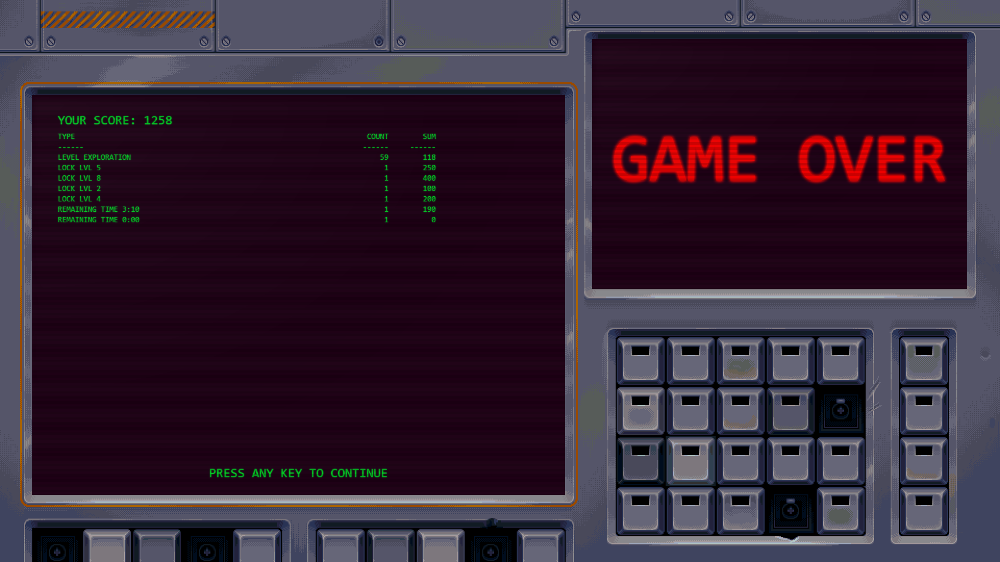 YOUR SCORE: 1258
TYPE COUNT SUM
------ ------ ------
LEVEL EXPLORATION 59 118
LOCK LVL 5 1 250
LOCK LVL 8 1 400
LOCK LVL 2 1 100
LOCK LVL 4 1 200
REMAINING TIME 3:10 1 190
REMAINING TIME 0:00 1 0
PRESS ANY KEY TO CONTINUE
GAME OVER